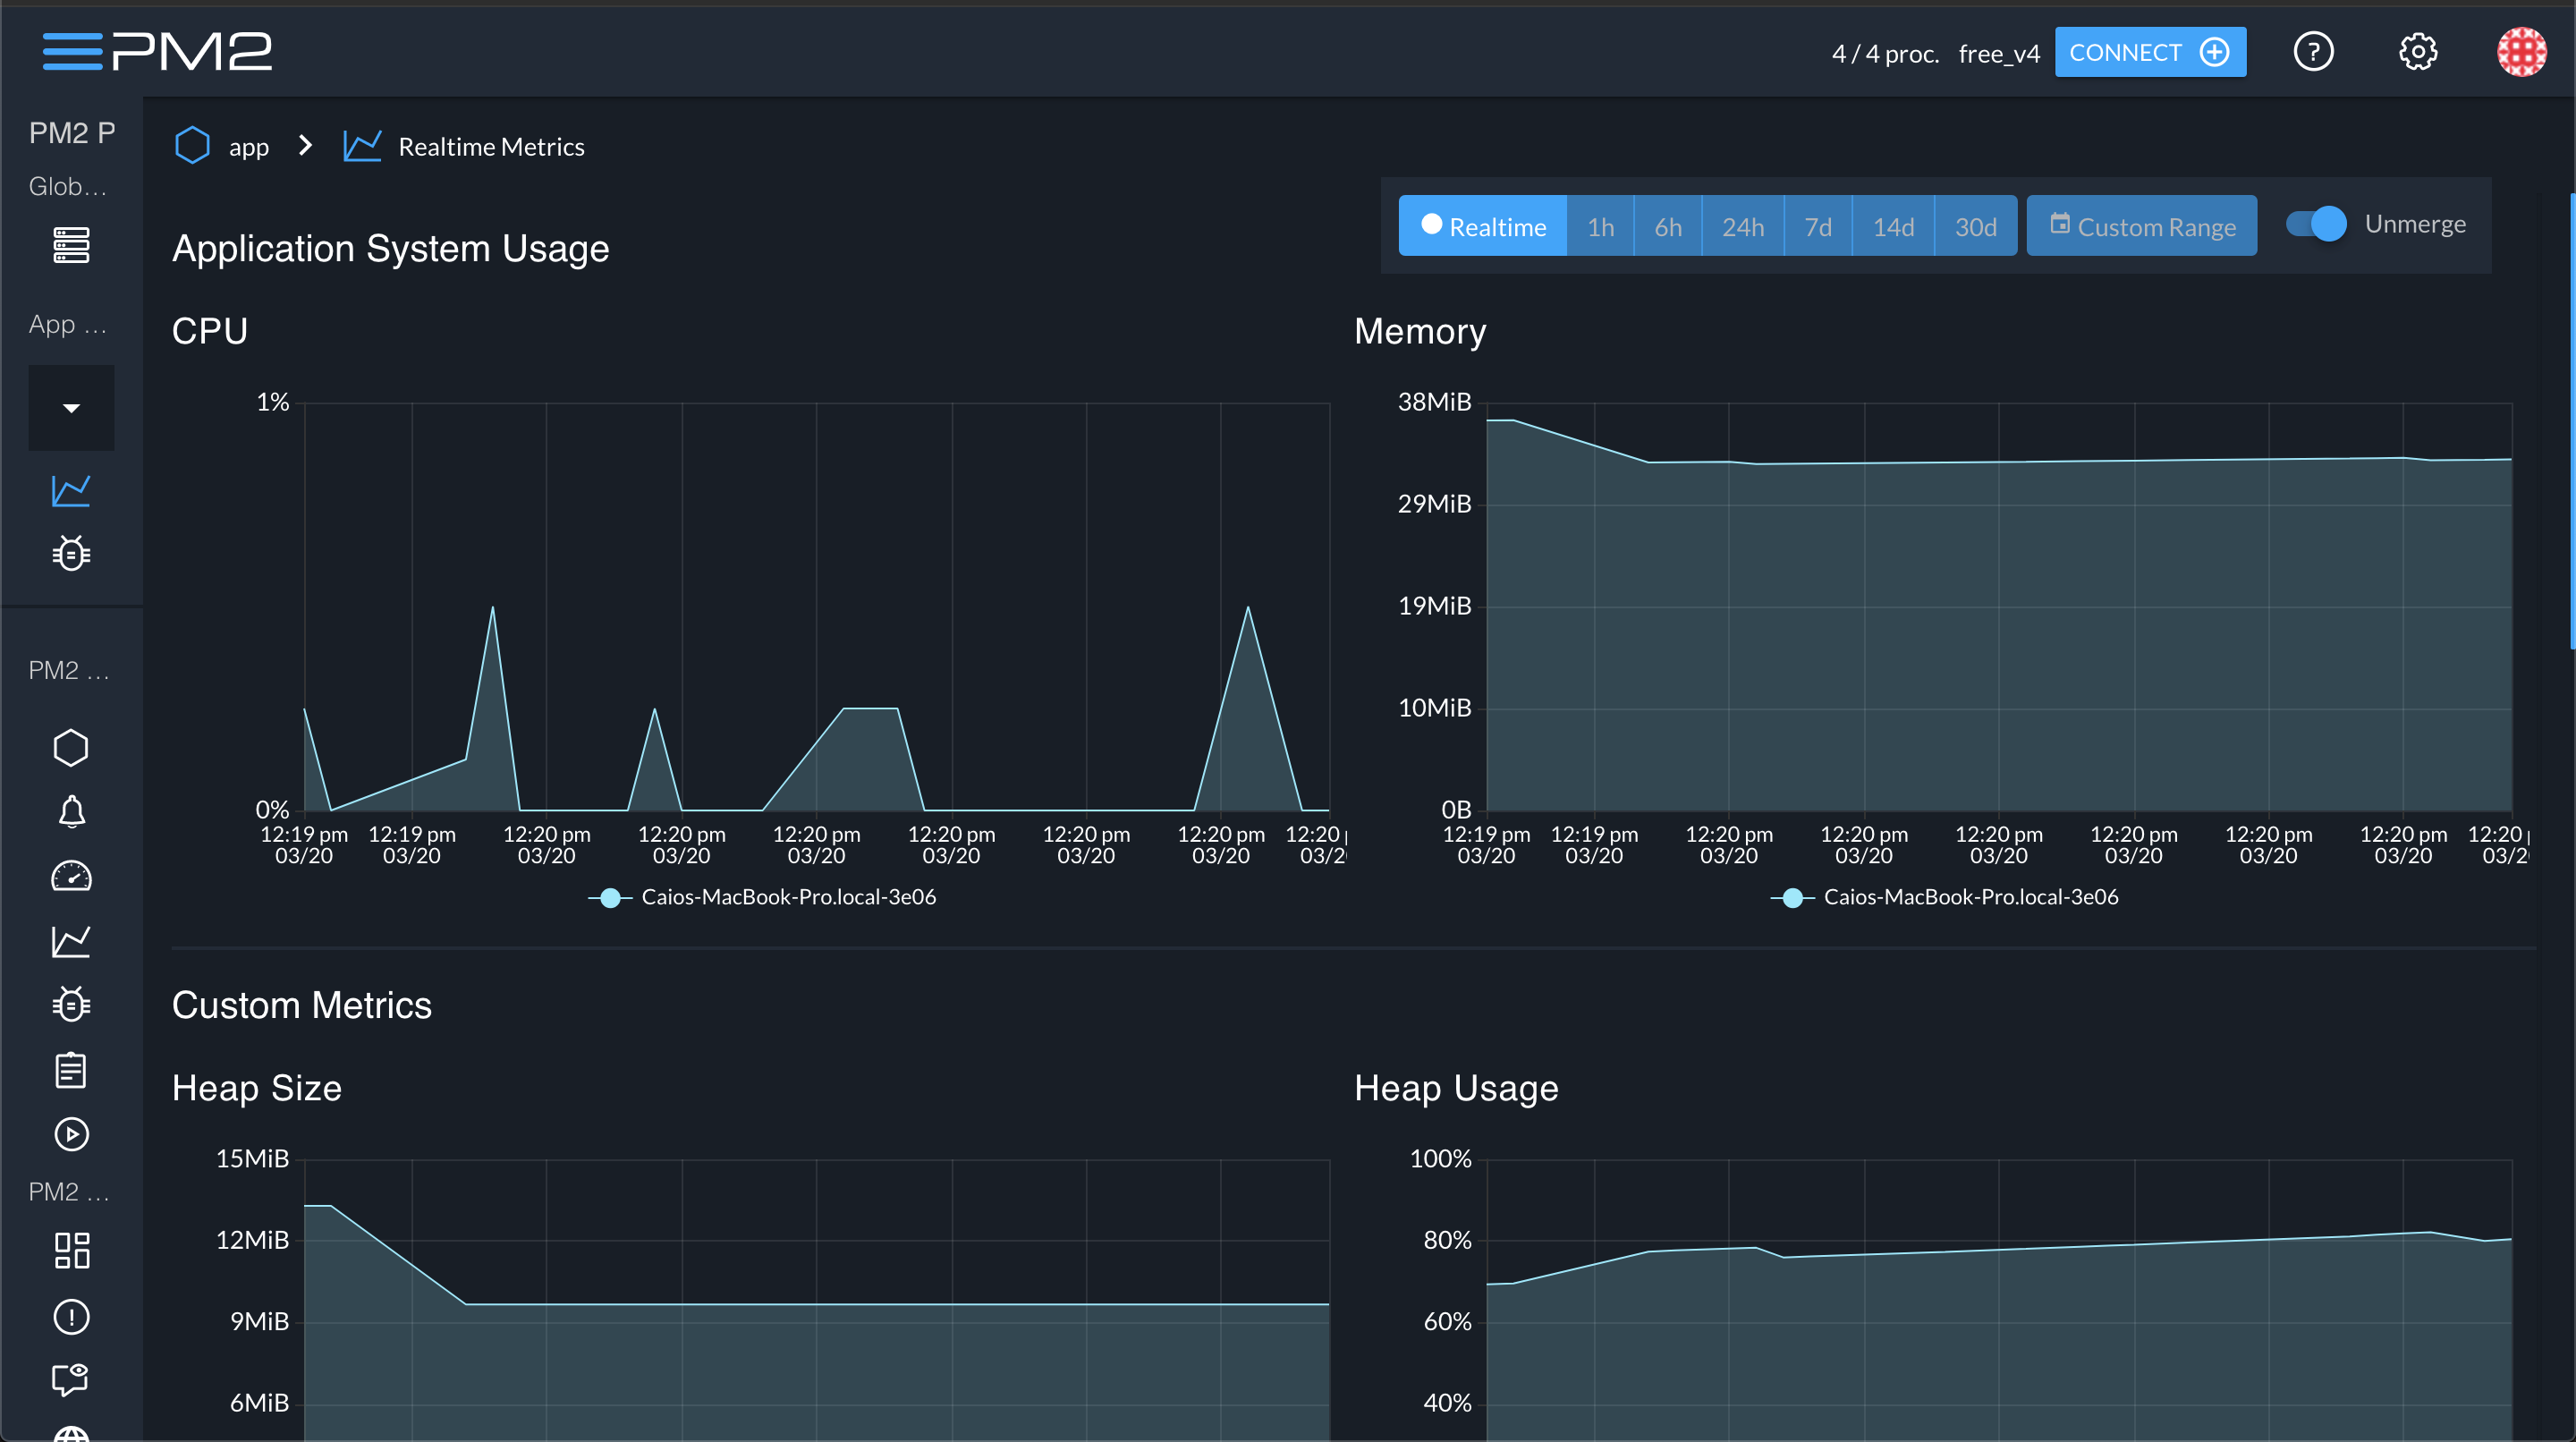 PM2
4 / 4 proc. free_v4 CONNECT
PM2 P
Glob...
App ...
PM2 ...
PM2 ...
app Realtime Metrics
Realtime 1h 6h 24h 7d 14d 30d Custom Range Unmerge
Application System Usage
CPU
1%
0%
12:19 pm 12:19 pm 12:20 pm 12:20 pm 12:20 pm 12:20 pm 12:20 pm 12:20 pm 12:20
03/20 03/20 03/20 03/20 03/20 03/20 03/20 03/20 03/2
Caios-MacBook-Pro.local-3e06
Memory
38MiB
29MiB
19MiB
10MiB
0B
12:19 pm 12:19 pm 12:20 pm 12:20 pm 12:20 pm 12:20 pm 12:20 pm 12:20 pm 12:20
03/20 03/20 03/20 03/20 03/20 03/20 03/20 03/20 03/2
Caios-MacBook-Pro.local-3e06
Custom Metrics
Heap Size
15MiB
12MiB
9MiB
6MiB
Heap Usage
100%
80%
60%
40%